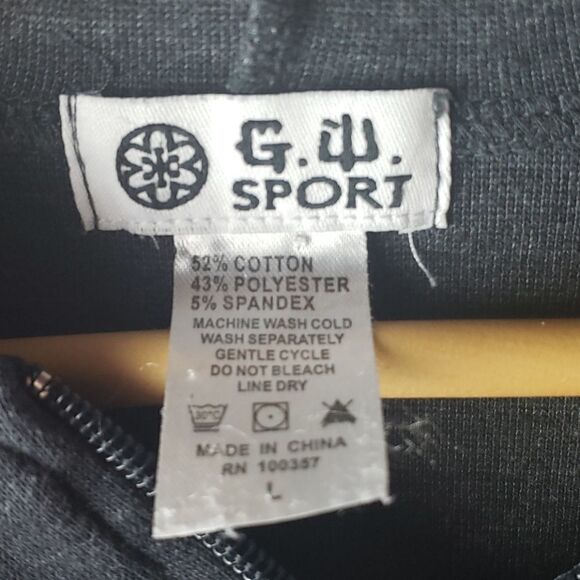 G.W.
SPORT
52% COTTON
43% POLYESTER
5% SPANDEX
MACHINE WASH COLD
WASH SEPARATELY
GENTLE CYCLE
DO NOT BLEACH
LINE DRY
30°C
MADE IN CHINA
RN 100357
L